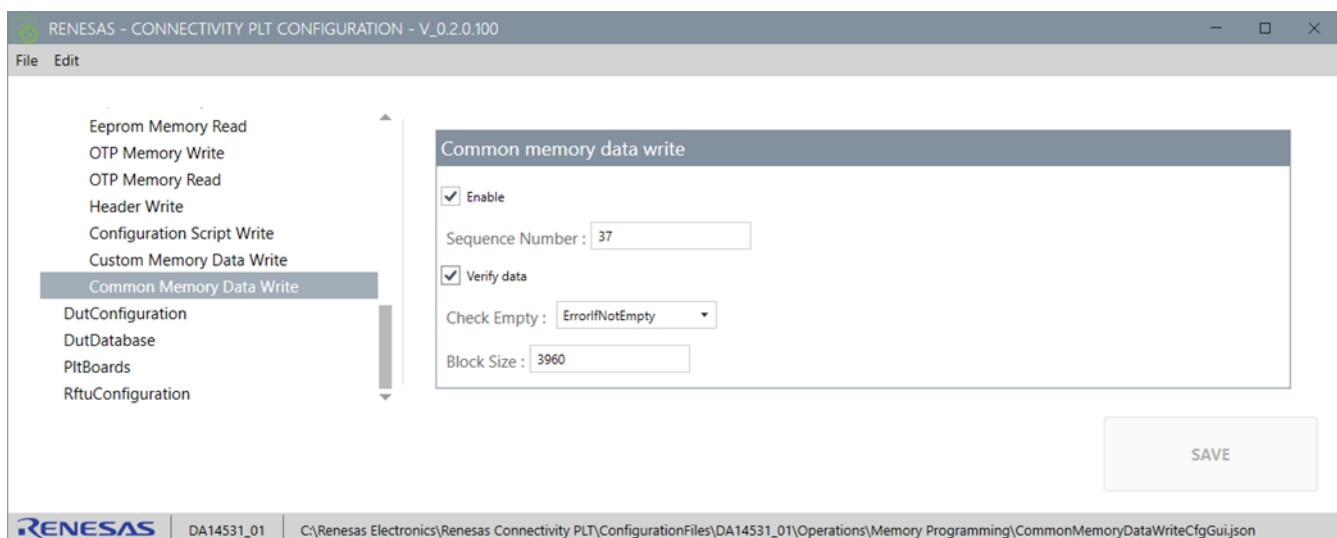 RENESAS - CONNECTIVITY PLT CONFIGURATION - V_0.2.0.100
File Edit
Eeprom Memory Read
OTP Memory Write
OTP Memory Read
Header Write
Configuration Script Write
Custom Memory Data Write
Common Memory Data Write
DutConfiguration
DutDatabase
PltBoards
RftuConfiguration
Common memory data write
Enable
Sequence Number : 37
Verify data
Check Empty : ErrorIfNotEmpty
Block Size : 3960
SAVE
RENESAS DA14531_01 C:\Renesas Electronics\Renesas Connectivity PLT\ConfigurationFiles\DA14531_01\Operations\Memory Programming\CommonMemoryDataWriteCfgGui.json